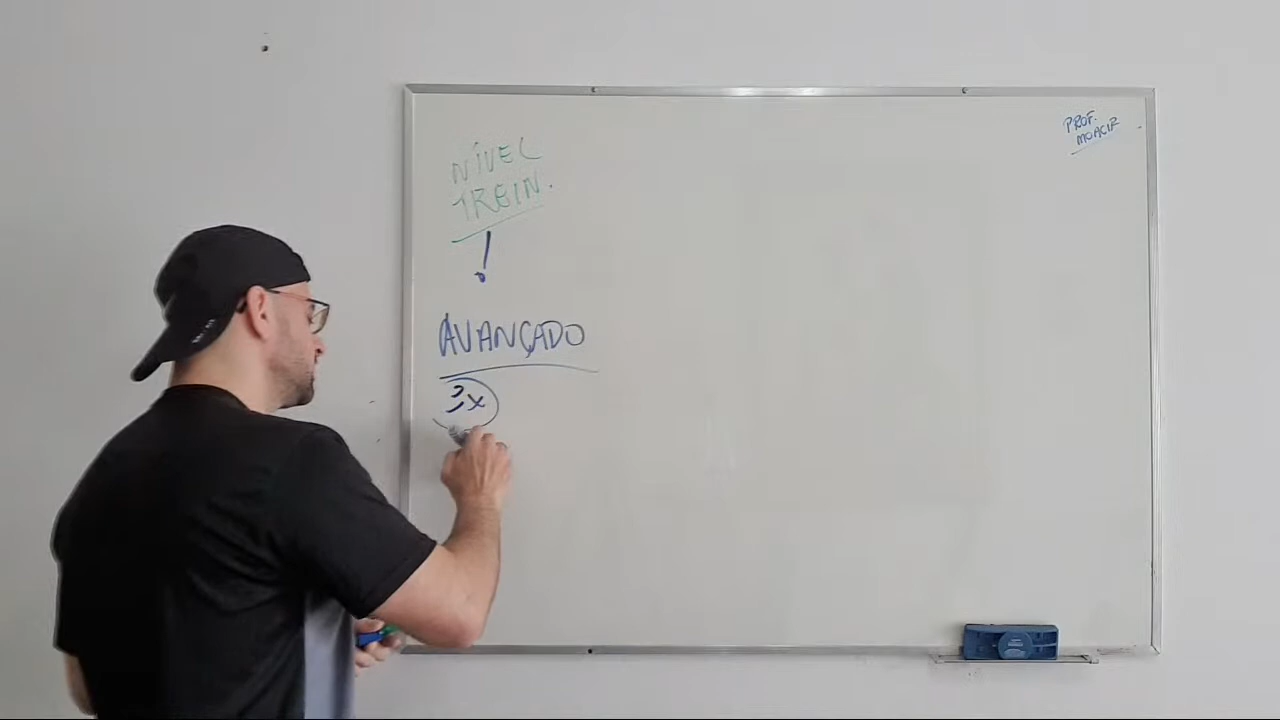 NÍVEL
TREIN.
!
AVANÇADO
3x
PROF.
MOACIR